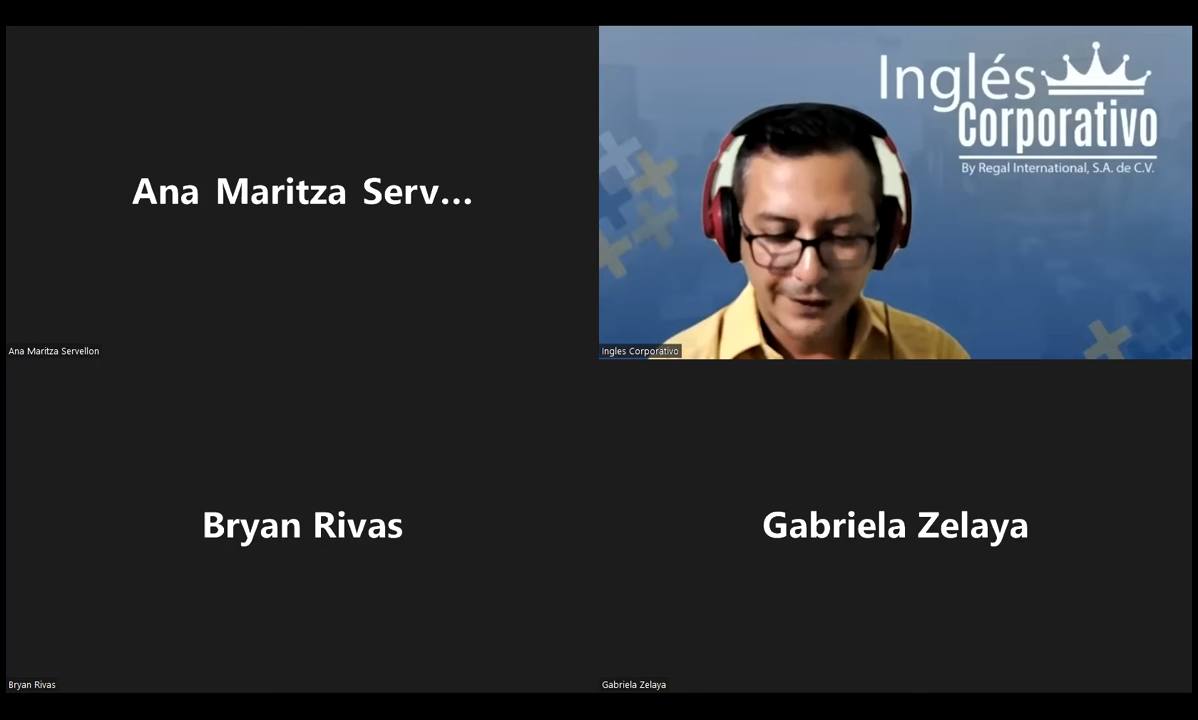 Ana Maritza Serv...
Ana Maritza Servellon
Inglés
Corporativo
By Regal International, S.A. de C.V.
Ingles Corporativo
Bryan Rivas
Bryan Rivas
Gabriela Zelaya
Gabriela Zelaya